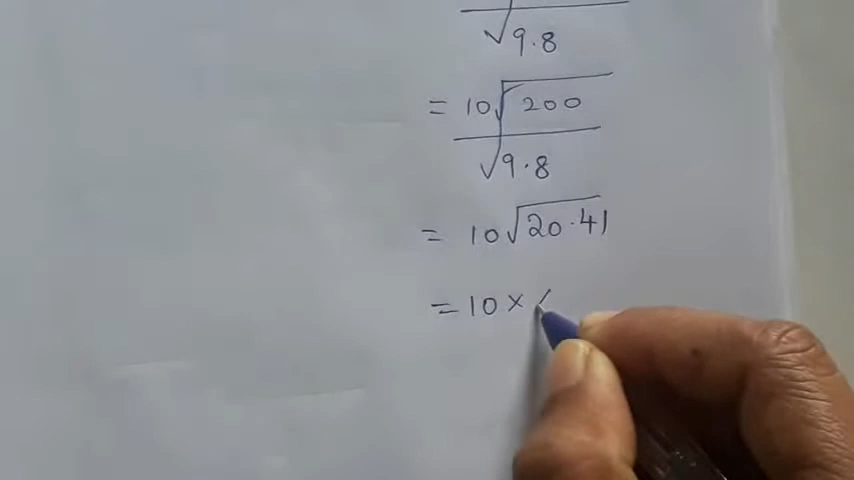 √9.8
= 10√200
√9.8
= 10√20.41
= 10 ×